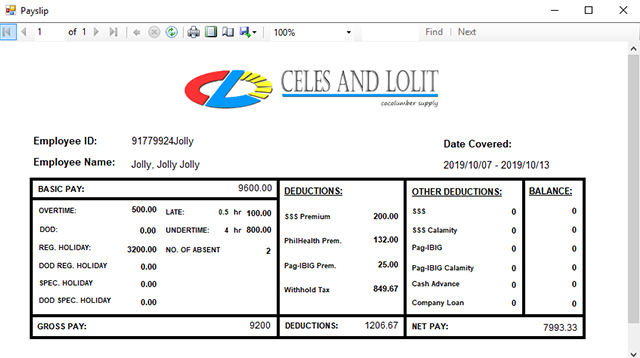 Payslip
1 of 1 100% Find Next
CELES AND LOLIT
cocolumber supply
Employee ID: 91779924Jolly Date Covered:
Employee Name: Jolly, Jolly Jolly 2019/10/07 - 2019/10/13
BASIC PAY: 9600.00 DEDUCTIONS: OTHER DEDUCTIONS: BALANCE:
OVERTIME: 500.00 LATE: 0.5 hr 100.00 SSS Premium 200.00 SSS 0 0
DOD: 0.00 UNDERTIME: 4 hr 800.00 PhilHealth Prem. 132.00 SSS Calamity 0 0
REG. HOLIDAY: 3200.00 NO. OF ABSENT 2 Pag-IBIG 0 0
DOD REG. HOLIDAY 0.00 Pag-IBIG Prem. 25.00 Pag-IBIG Calamity 0 0
SPEC. HOLIDAY 0.00 Withhold Tax 849.67 Cash Advance 0 0
DOD SPEC. HOLIDAY 0.00 Company Loan 0 0
GROSS PAY: 9200 DEDUCTIONS: 1206.67 NET PAY: 7993.33